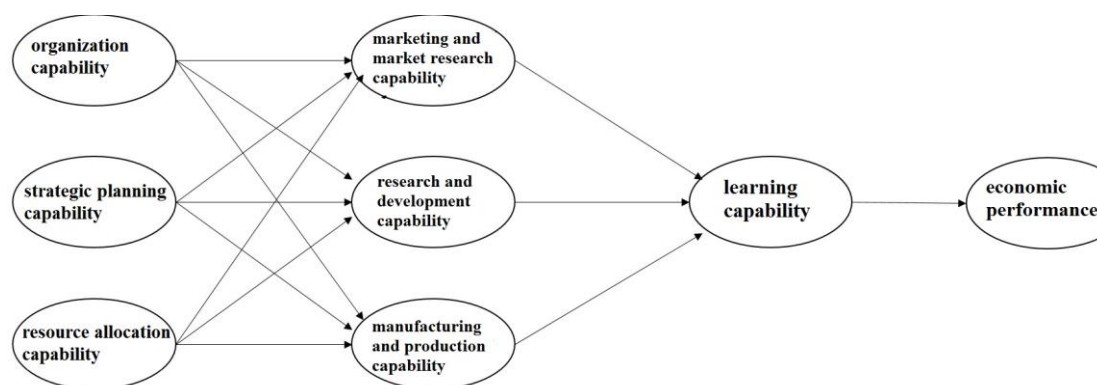 organization
capability
marketing and
market research
capability
strategic planning
capability
research and
development
capability
learning
capability
economic
performance
resource allocation
capability
manufacturing
and production
capability